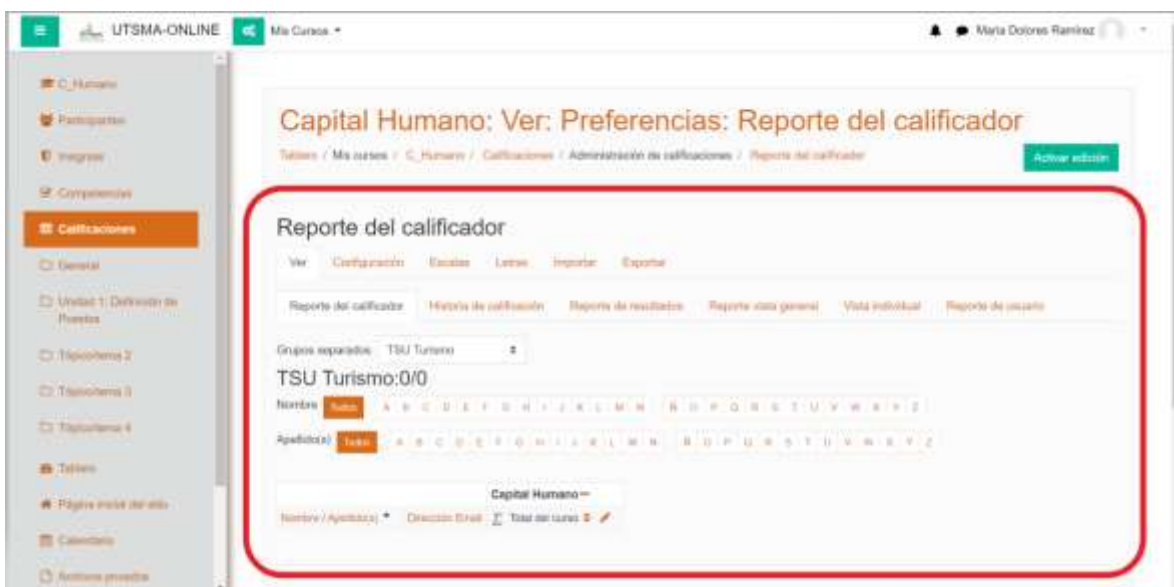 UTSMA-ONLINE Mis Cursos Maria Dolores Ramirez
C_Humano
Participantes
Insignias
Competencias
Calificaciones
General
Unidad 1: Definición de
Puestos
Tópico/tema 2
Tópico/tema 3
Tópico/tema 4
Tablero
Página inicial del sitio
Calendario
Archivos privados
Capital Humano: Ver: Preferencias: Reporte del calificador
Tablero / Mis cursos / C_Humano / Calificaciones / Administración de calificaciones / Reporte del calificador
Activar edición
Reporte del calificador
Ver Configuración Escalas Letras Importar Exportar
Reporte del calificador Historia de calificación Reporte de resultados Reporte vista general Vista individual Reporte de usuario
Grupos separados TSU Turismo
TSU Turismo:0/0
Nombre Todos A B C D E F G H I J K L M N Ñ O P Q R S T U V W X Y Z
Apellido(s) Todos A B C D E F G H I J K L M N Ñ O P Q R S T U V W X Y Z
Capital Humano
Nombre / Apellido(s) Dirección Email Total del curso